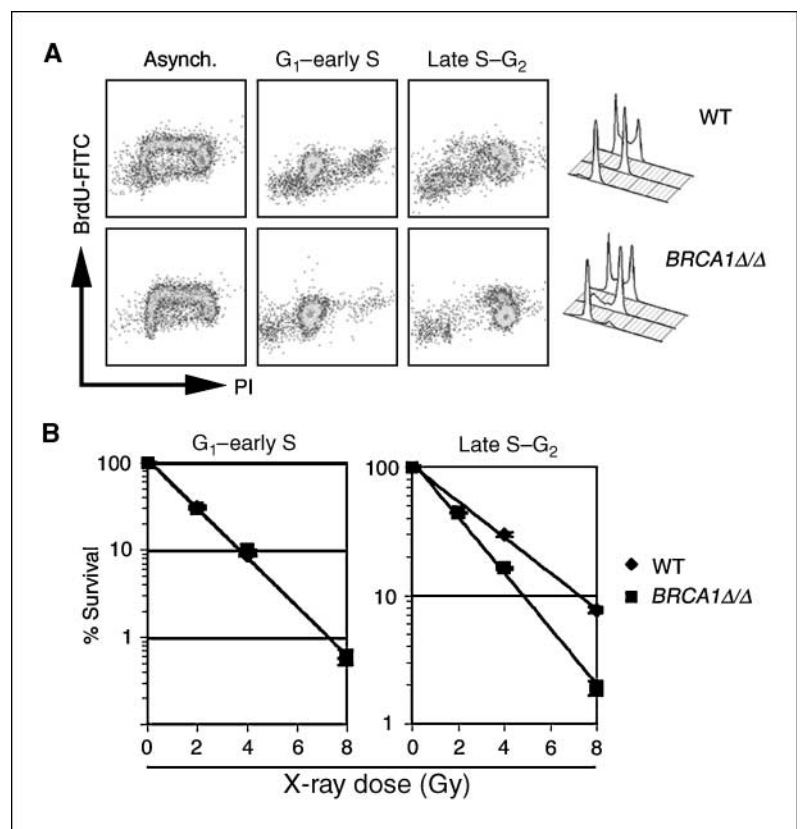 A
Asynch.
G₁–early S
Late S–G₂
WT
BRCA1Δ/Δ
BrdU-FITC
PI
B
G₁–early S
Late S–G₂
% Survival
100
10
1
100
10
1
WT
BRCA1Δ/Δ
0 2 4 6 8
0 2 4 6 8
X-ray dose (Gy)